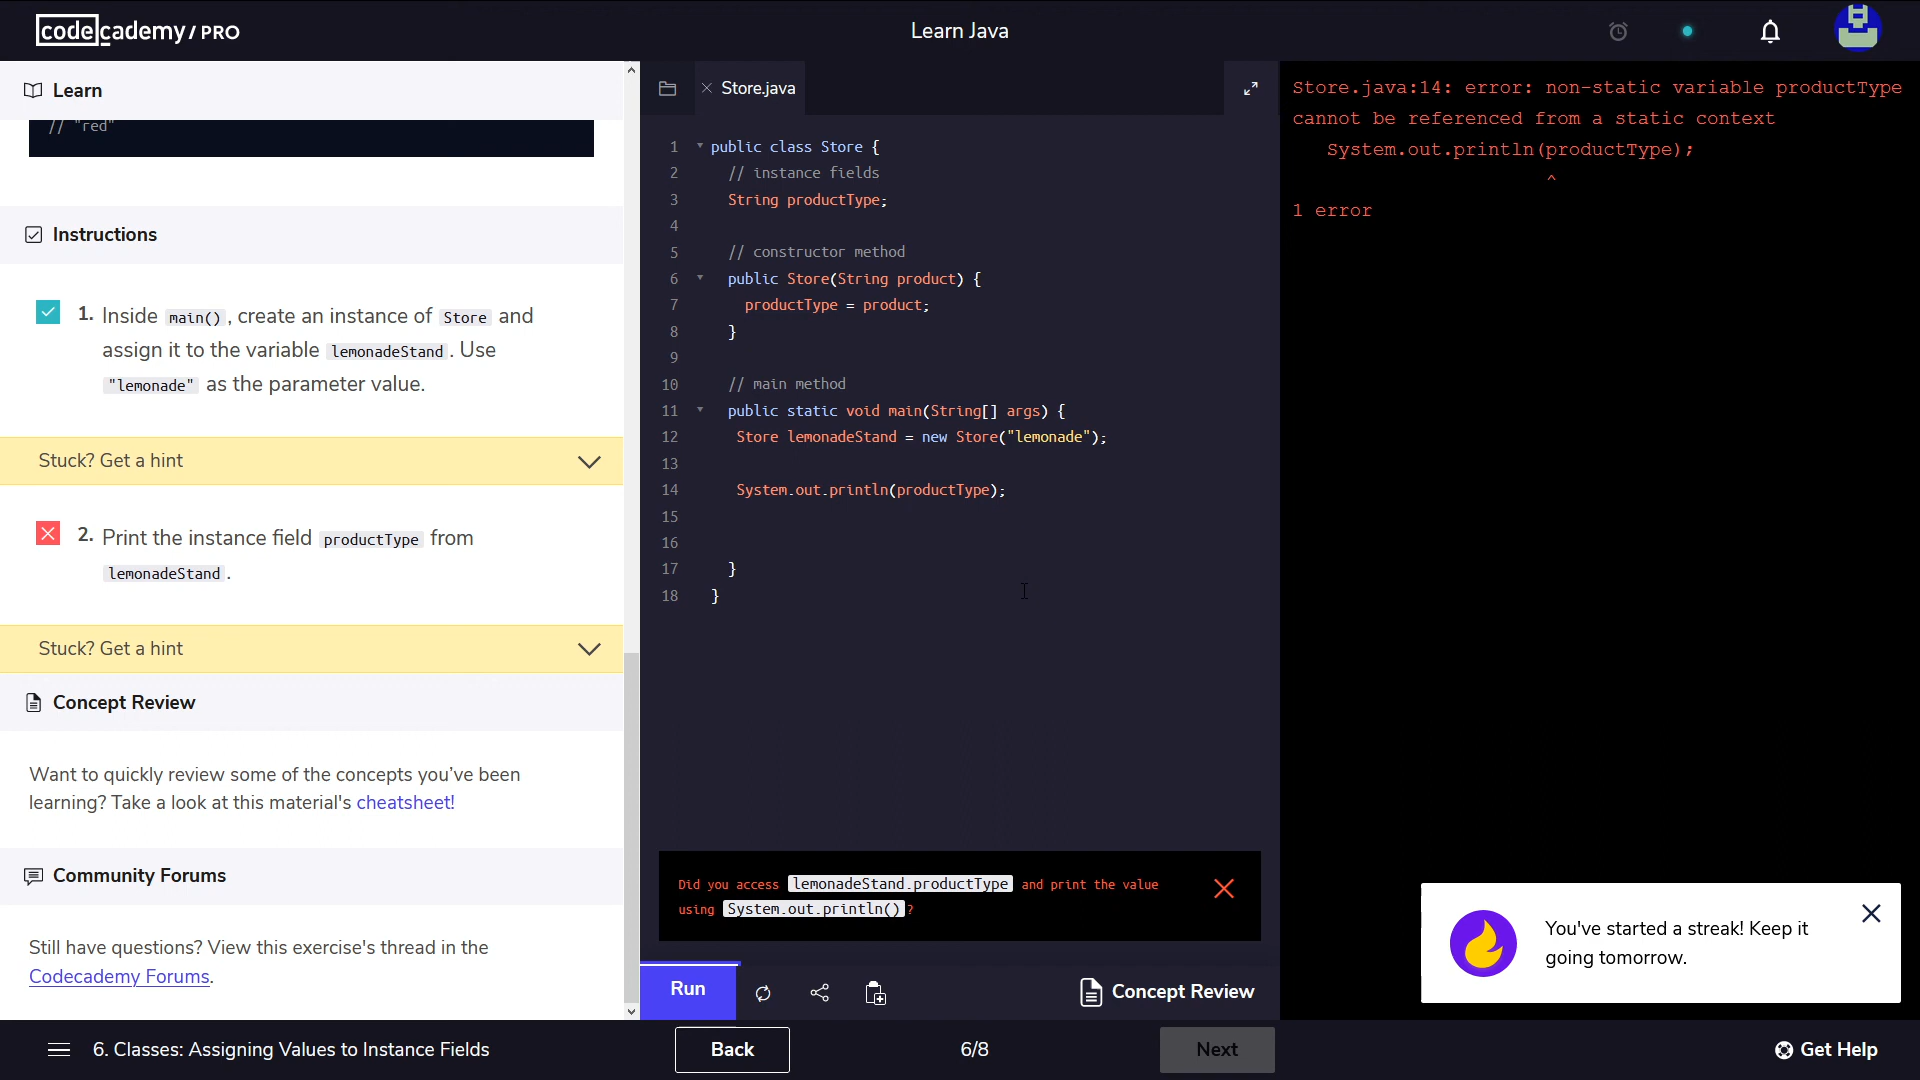 codecademy/PRO
Learn Java
Learn
// "red"
Instructions
1. Inside main(), create an instance of Store and
assign it to the variable lemonadeStand. Use
"lemonade" as the parameter value.
Stuck? Get a hint
2. Print the instance field productType from
lemonadeStand.
Stuck? Get a hint
Concept Review
Want to quickly review some of the concepts you've been
learning? Take a look at this material's cheatsheet!
Community Forums
Still have questions? View this exercise's thread in the
Codecademy Forums.
Store.java
1 public class Store {
2 // instance fields
3 String productType;
4
5 // constructor method
6 public Store(String product) {
7 productType = product;
8 }
9
10 // main method
11 public static void main(String[] args) {
12 Store lemonadeStand = new Store("lemonade");
13
14 System.out.println(productType);
15
16
17 }
18 }
Did you access lemonadeStand.productType and print the value
using System.out.println()?
Run
Concept Review
Store.java:14: error: non-static variable productType
cannot be referenced from a static context
System.out.println(productType);
^
1 error
You've started a streak! Keep it
going tomorrow.
6. Classes: Assigning Values to Instance Fields
Back
6/8
Next
Get Help